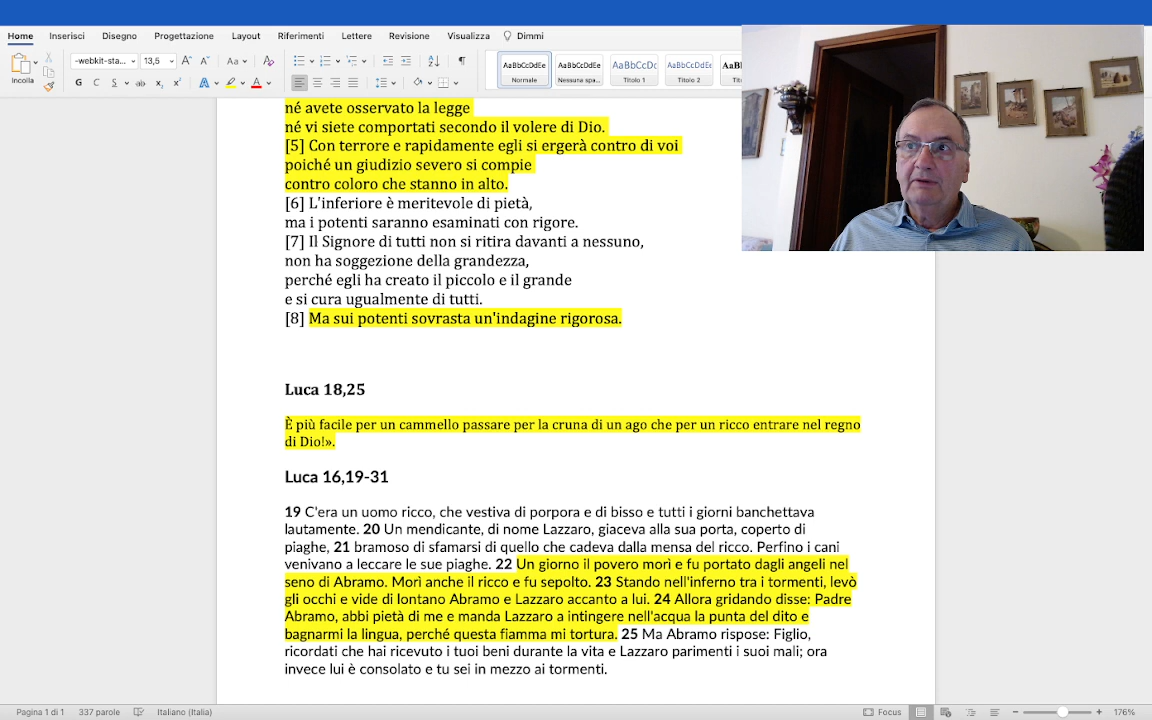 Home Inserisci Disegno Progettazione Layout Riferimenti Lettere Revisione Visualizza Dimmi
Incolla
-webkit-sta... 13,5 A A Aa A
G C S ab x x A A
AaBbCcDdEe AaBbCcDdEe AaBbCcDc AaBbCcDdEe AaBb
Normale Nessuna spa... Titolo 1 Titolo 2 Tit
né avete osservato la legge
né vi siete comportati secondo il volere di Dio.
[5] Con terrore e rapidamente egli si ergerà contro di voi
poiché un giudizio severo si compie
contro coloro che stanno in alto.
[6] L'inferiore è meritevole di pietà,
ma i potenti saranno esaminati con rigore.
[7] Il Signore di tutti non si ritira davanti a nessuno,
non ha soggezione della grandezza,
perché egli ha creato il piccolo e il grande
e si cura ugualmente di tutti.
[8] Ma sui potenti sovrasta un'indagine rigorosa.
Luca 18,25
È più facile per un cammello passare per la cruna di un ago che per un ricco entrare nel regno
di Dio!».
Luca 16,19-31
19 C'era un uomo ricco, che vestiva di porpora e di bisso e tutti i giorni banchettava
lautamente. 20 Un mendicante, di nome Lazzaro, giaceva alla sua porta, coperto di
piaghe, 21 bramoso di sfamarsi di quello che cadeva dalla mensa del ricco. Perfino i cani
venivano a leccare le sue piaghe. 22 Un giorno il povero morì e fu portato dagli angeli nel
seno di Abramo. Morì anche il ricco e fu sepolto. 23 Stando nell'inferno tra i tormenti, levò
gli occhi e vide di lontano Abramo e Lazzaro accanto a lui. 24 Allora gridando disse: Padre
Abramo, abbi pietà di me e manda Lazzaro a intingere nell'acqua la punta del dito e
bagnarmi la lingua, perché questa fiamma mi tortura. 25 Ma Abramo rispose: Figlio,
ricordati che hai ricevuto i tuoi beni durante la vita e Lazzaro parimenti i suoi mali; ora
invece lui è consolato e tu sei in mezzo ai tormenti.
Pagina 1 di 1 337 parole Italiano (Italia) Focus 176%